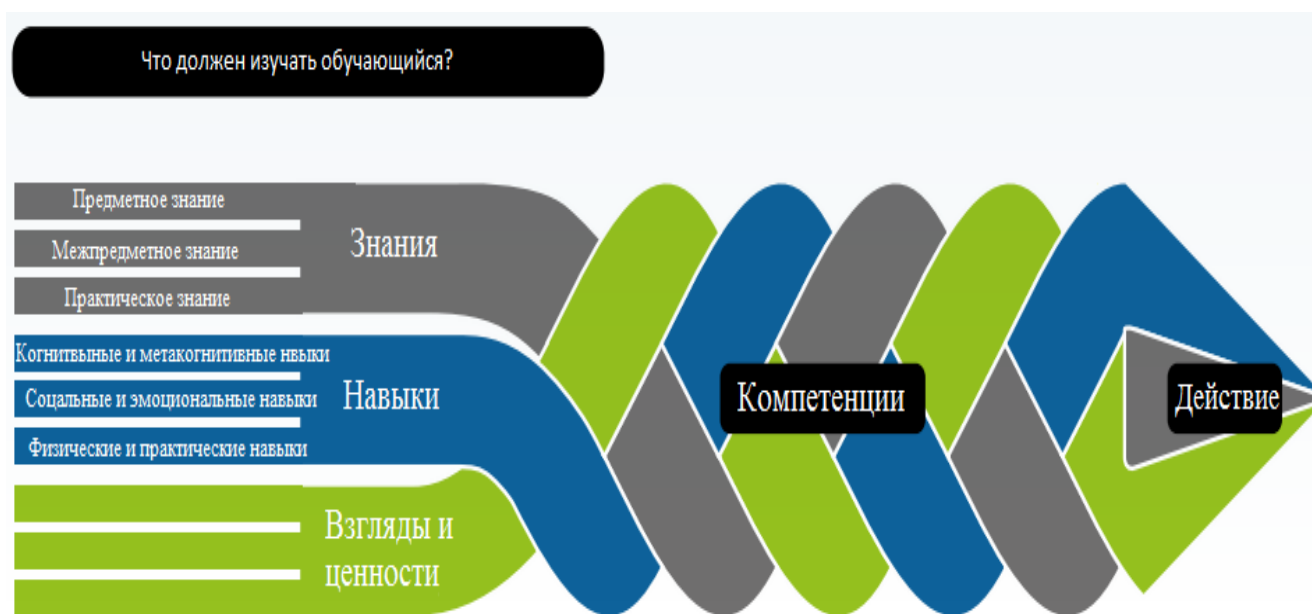 Что должен изучать обучающийся?
Предметное знание
Межпредметное знание
Практическое знание
Знания
Когнитвыные и метакогнитивные нвыки
Соцальные и эмоциональные навыки
Физические и практические навыки
Навыки
Взгляды и
ценности
Компетенции
Действие